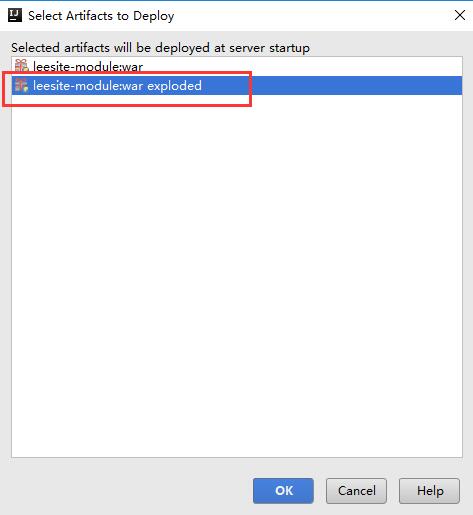 IJ Select Artifacts to Deploy
Selected artifacts will be deployed at server startup
leesite-module:war
leesite-module:war exploded
OK Cancel Help